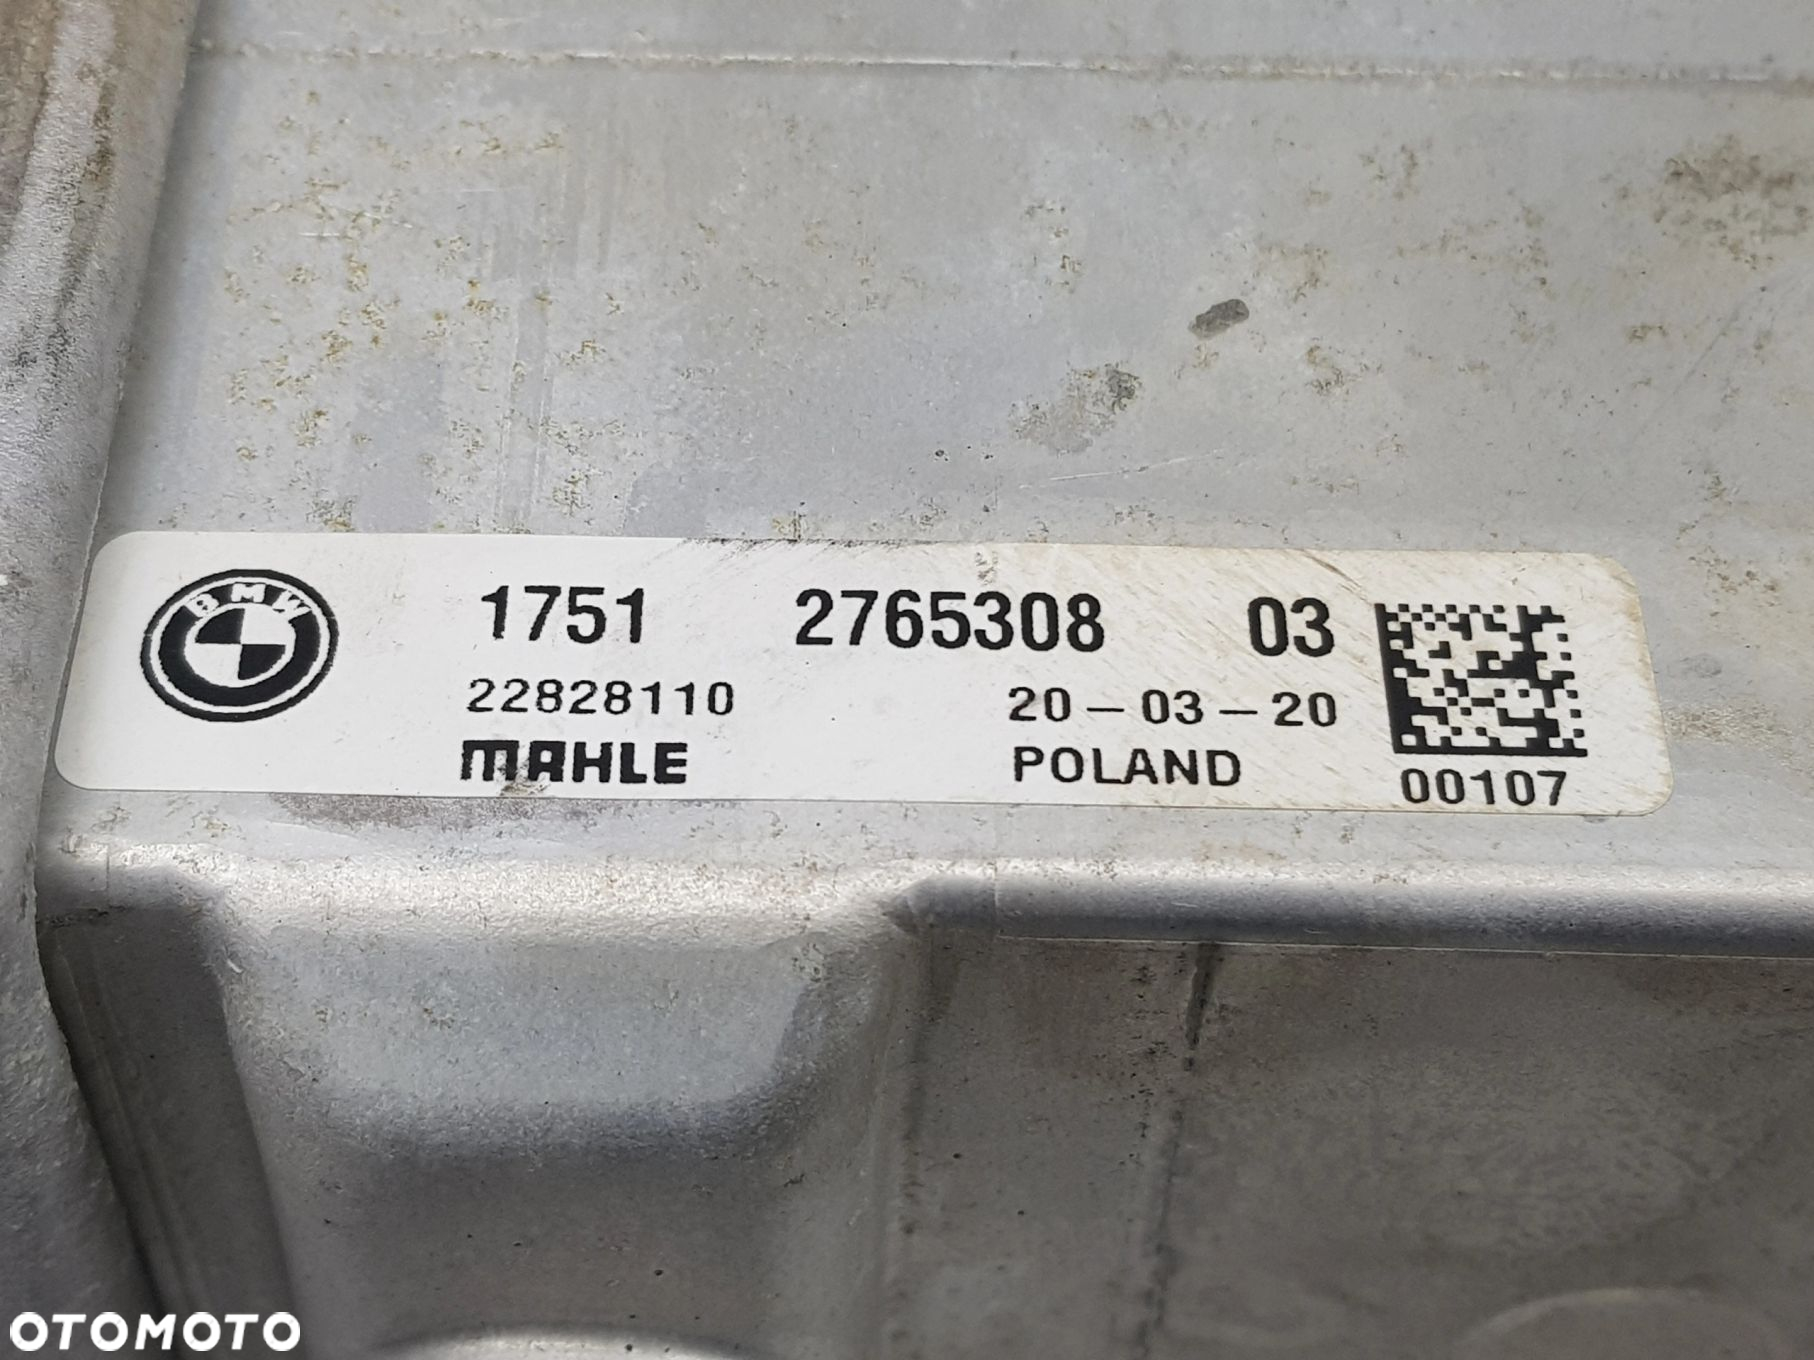 BMW
1751 2765308 03
22828110 20-03-20
MAHLE POLAND
00107
OTOMOTO